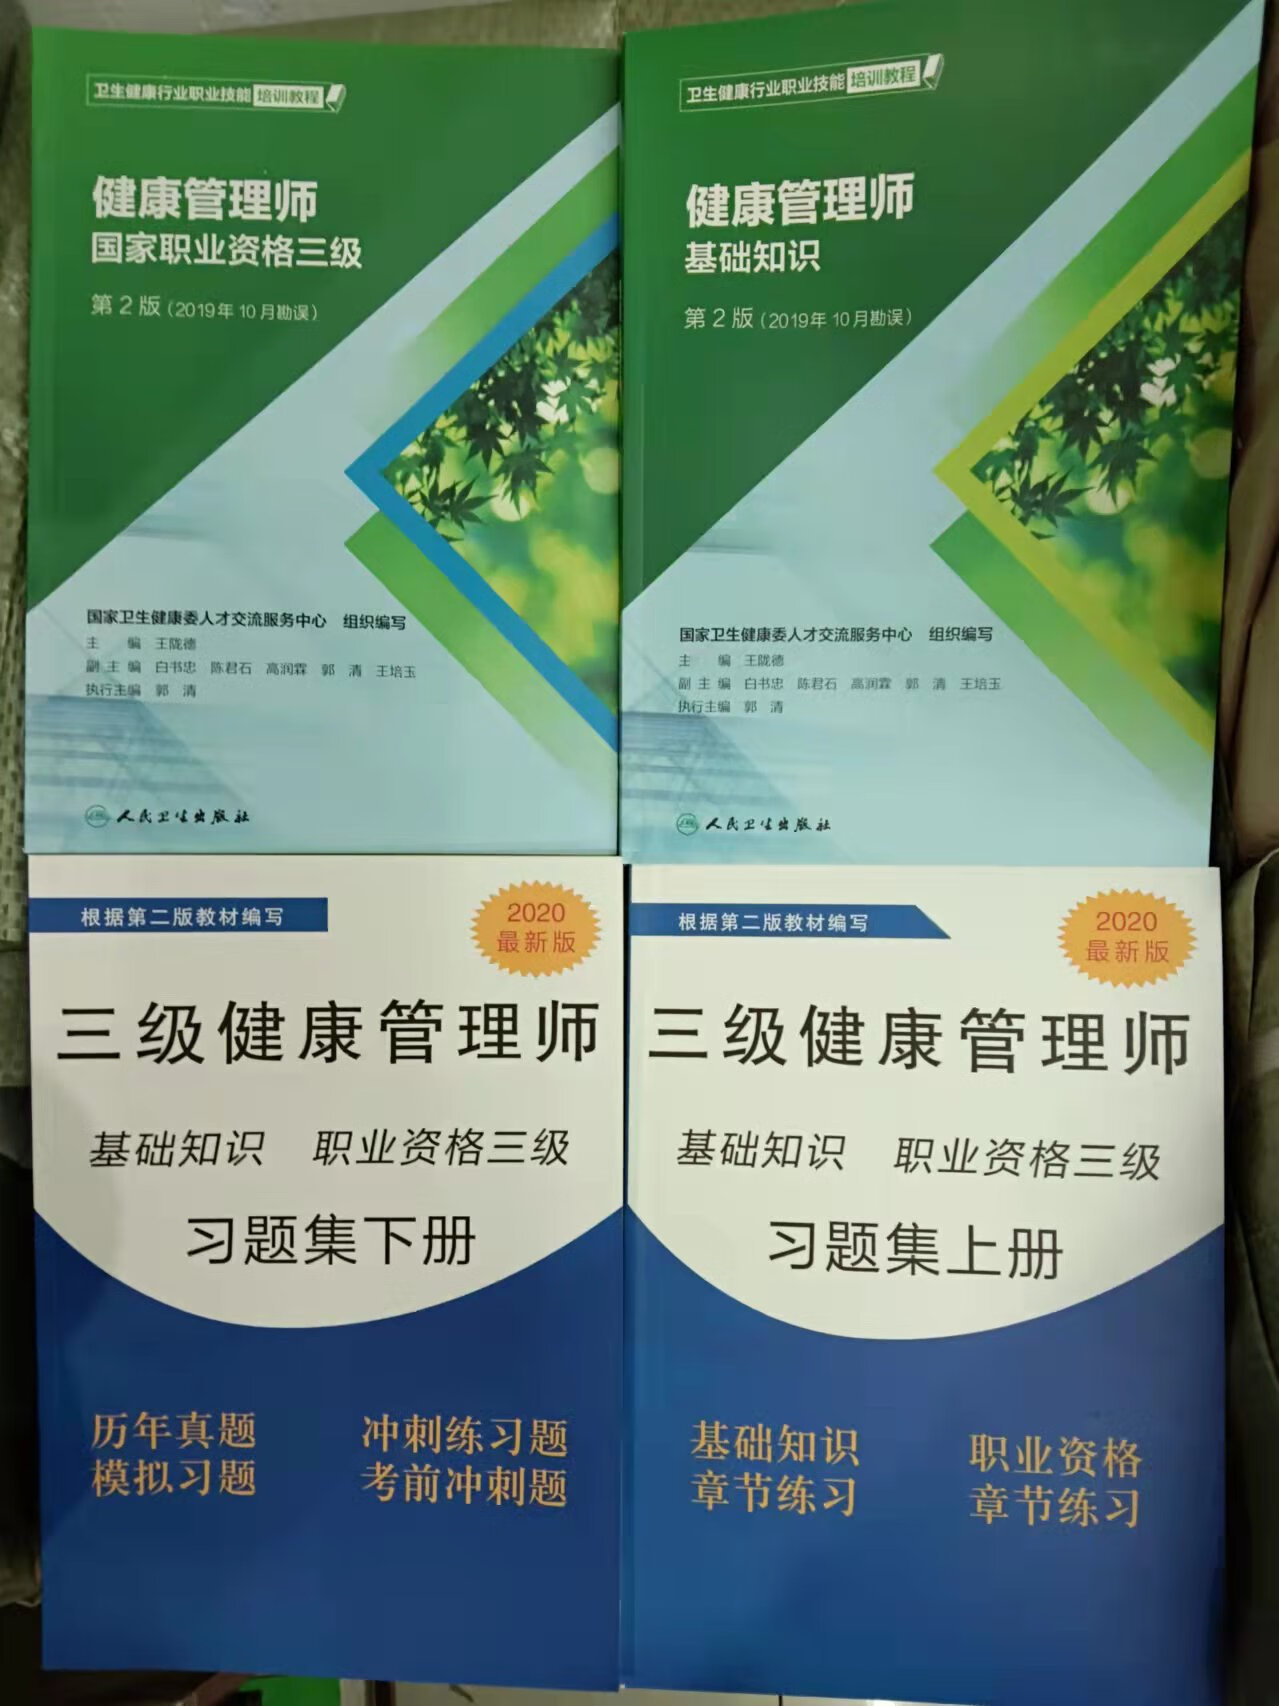 卫生健康行业职业技能 培训教程
健康管理师
国家职业资格三级
第2版(2019年10月勘误)
国家卫生健康委人才交流服务中心 组织编写
主 编 王陇德
副主编 白书忠 陈君石 高润霖 郭 清 王培玉
执行主编 郭 清
人民卫生出版社
卫生健康行业职业技能 培训教程
健康管理师
基础知识
第2版(2019年10月勘误)
国家卫生健康委人才交流服务中心 组织编写
主 编 王陇德
副主编 白书忠 陈君石 高润霖 郭 清 王培玉
执行主编 郭 清
人民卫生出版社
根据第二版教材编写
2020
最新版
三级健康管理师
基础知识 职业资格三级
习题集下册
历年真题 冲刺练习题
模拟习题 考前冲刺题
根据第二版教材编写
2020
最新版
三级健康管理师
基础知识 职业资格三级
习题集上册
基础知识 职业资格
章节练习 章节练习